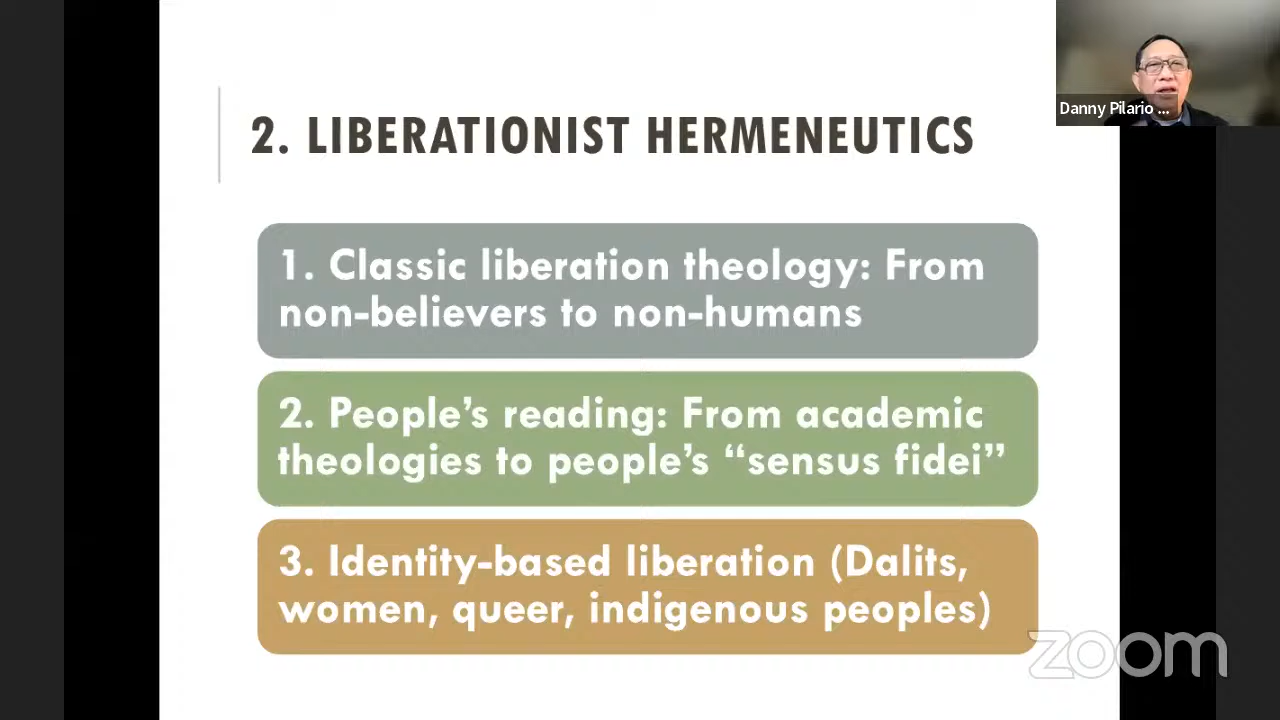 Danny Pilario ...
2. LIBERATIONIST HERMENEUTICS
1. Classic liberation theology: From
non-believers to non-humans
2. People’s reading: From academic
theologies to people’s “sensus fidei”
3. Identity-based liberation (Dalits,
women, queer, indigenous peoples)
zoom